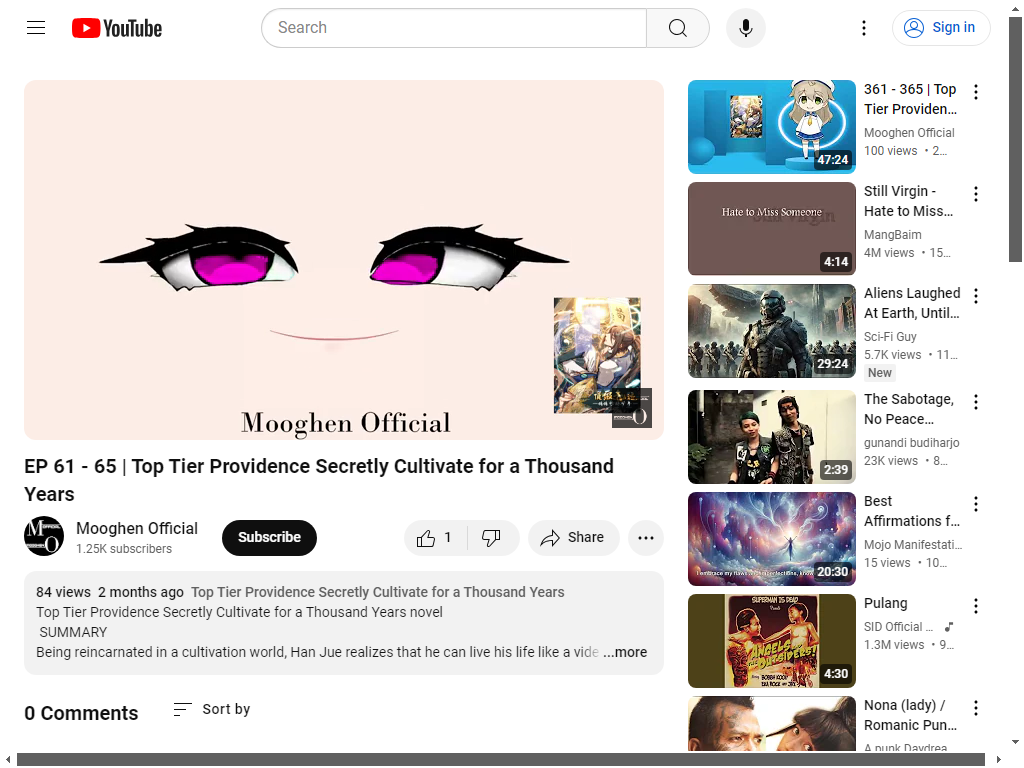 YouTube
Search
Sign in
Mooghen Official
EP 61 - 65 | Top Tier Providence Secretly Cultivate for a Thousand
Years
Mooghen Official
1.25K subscribers
Subscribe
1
Share
84 views 2 months ago Top Tier Providence Secretly Cultivate for a Thousand Years
Top Tier Providence Secretly Cultivate for a Thousand Years novel
SUMMARY
Being reincarnated in a cultivation world, Han Jue realizes that he can live his life like a vide ...more
0 Comments
Sort by
47:24
361 - 365 | Top
Tier Providen...
Mooghen Official
100 views • 2...
Hate to Miss Someone
4:14
Still Virgin -
Hate to Miss...
MangBaim
4M views • 15...
29:24
Aliens Laughed
At Earth, Until...
Sci-Fi Guy
5.7K views • 11...
New
2:39
The Sabotage,
No Peace...
gunandi budiharjo
23K views • 8...
20:30
Best
Affirmations f...
Mojo Manifestati...
15 views • 10...
SUPERMAN IS DEAD
ANGELS
OUTSIDERS!
4:30
Pulang
SID Official ...
1.3M views • 9...
Nona (lady) /
Romanic Pun...
A punk Daydrea